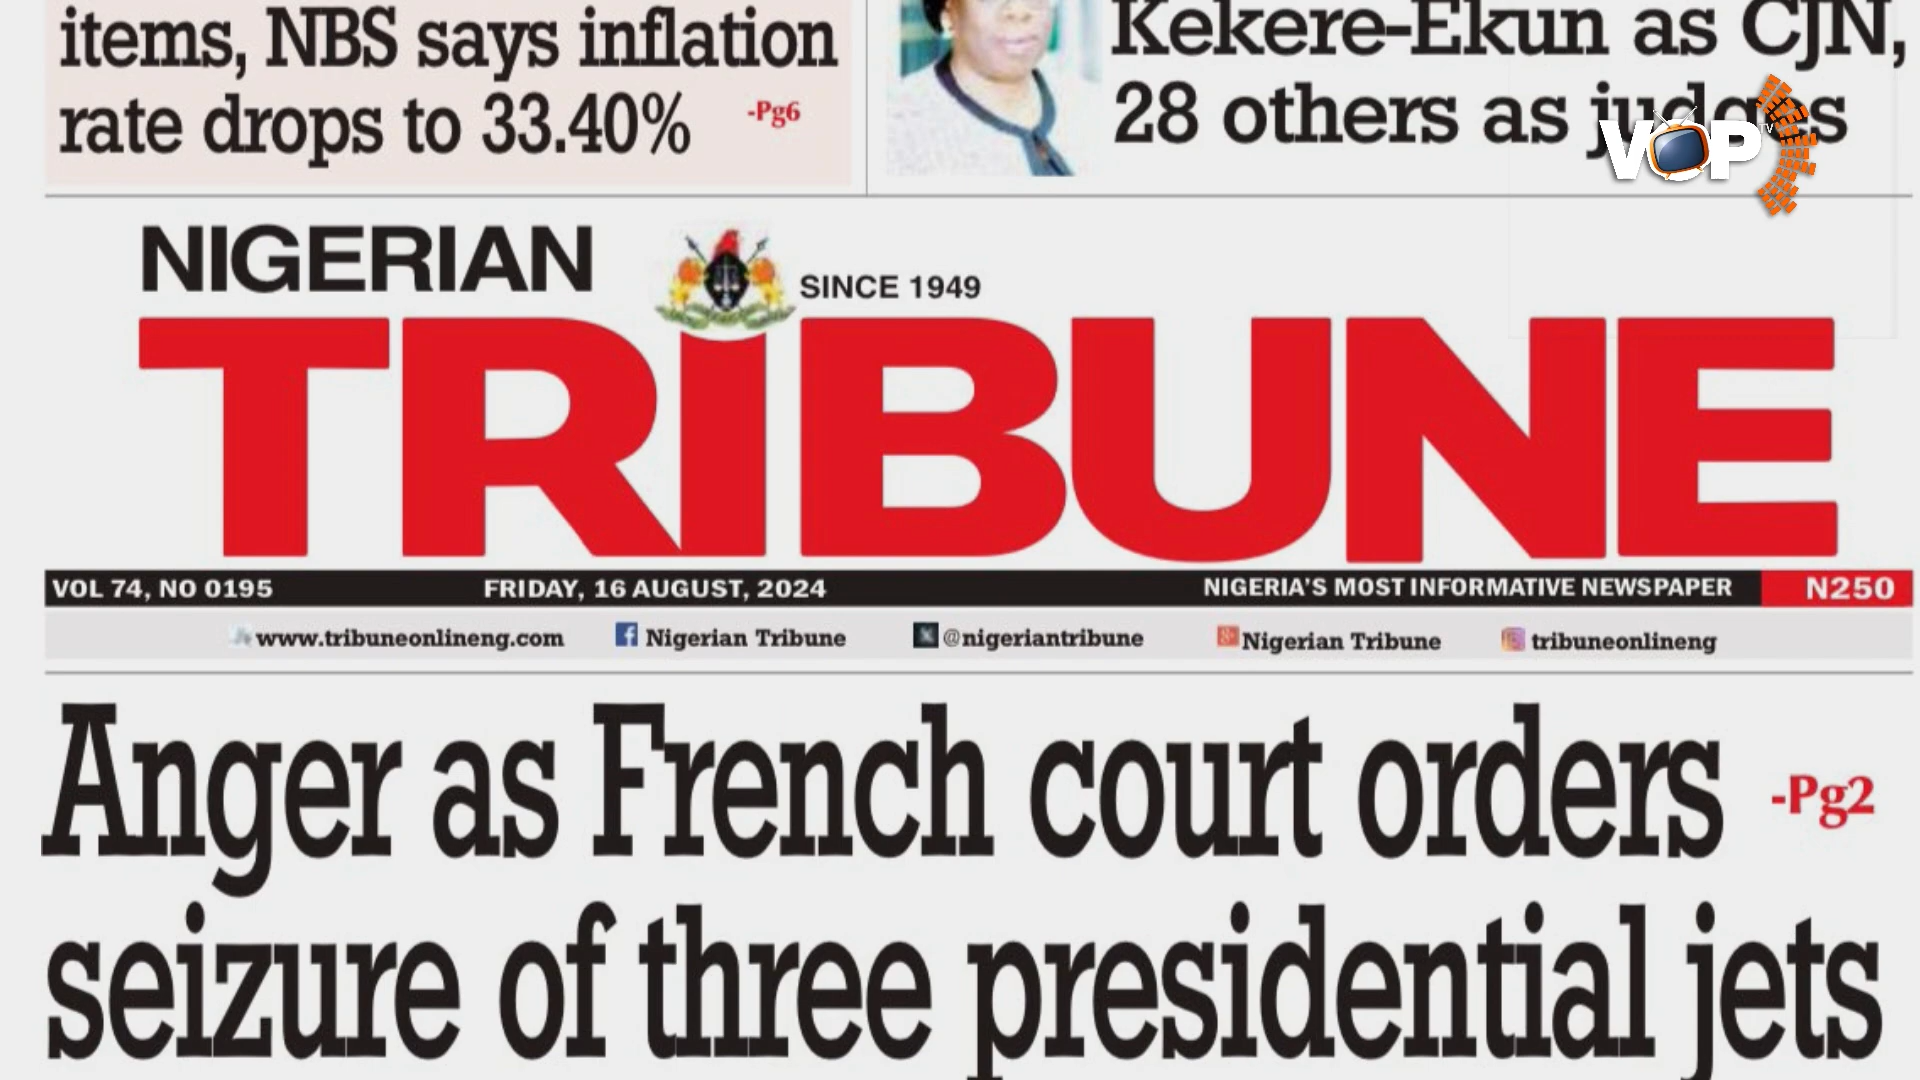 items, NBS says inflation
rate drops to 33.40% -Pg6
Kekere-Ekun as CJN,
28 others as judges
VOP TV
NIGERIAN
SINCE 1949
TRIBUNE
VOL 74, NO 0195 FRIDAY, 16 AUGUST, 2024 NIGERIA'S MOST INFORMATIVE NEWSPAPER N250
www.tribuneonlineng.com Nigerian Tribune @nigeriantribune Nigerian Tribune tribuneonlineng
Anger as French court orders -Pg2
seizure of three presidential jets